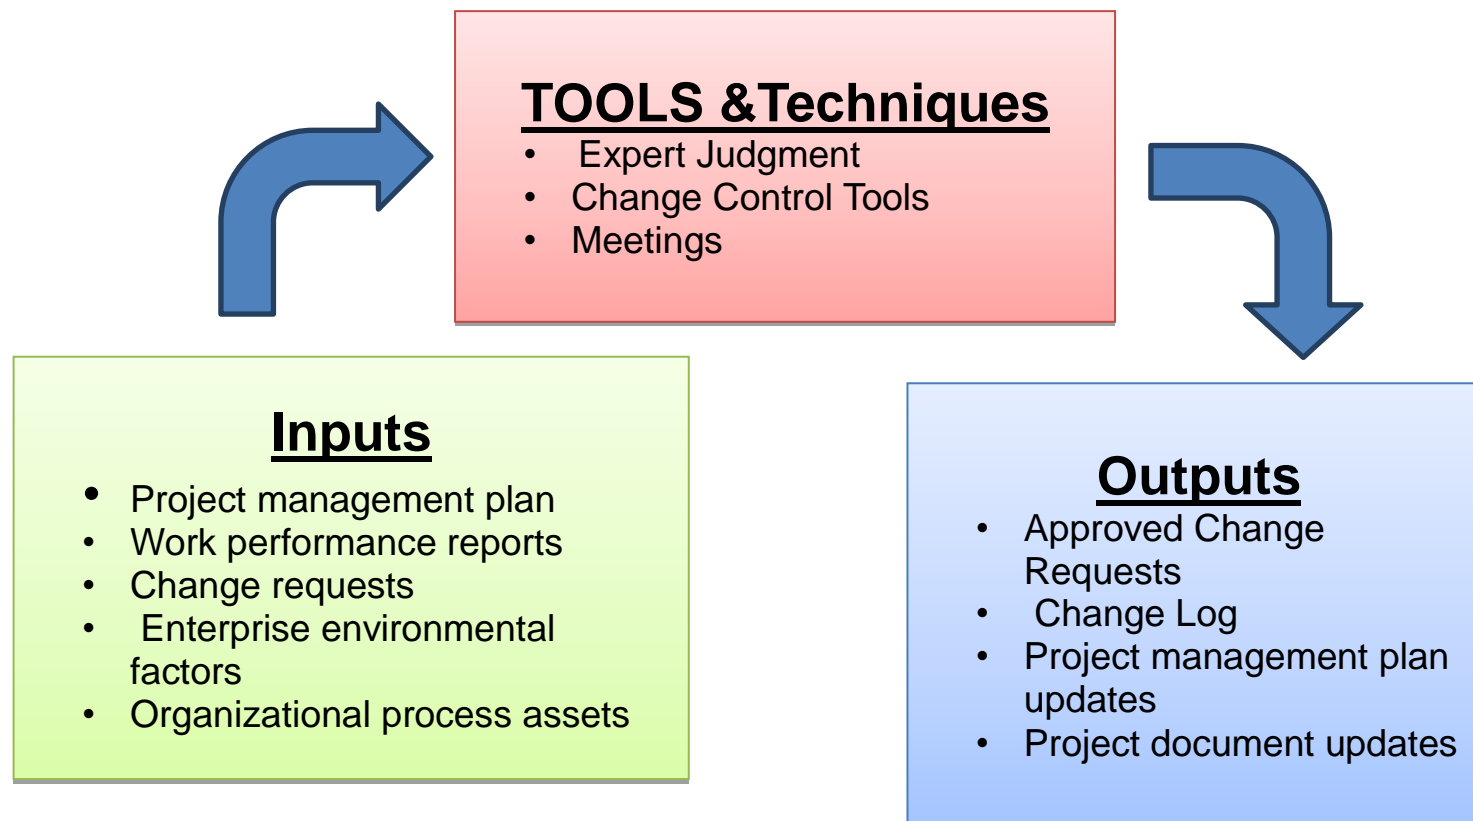 TOOLS &Techniques
• Expert Judgment
• Change Control Tools
• Meetings
Inputs
• Project management plan
• Work performance reports
• Change requests
• Enterprise environmental
factors
• Organizational process assets
Outputs
• Approved Change
Requests
• Change Log
• Project management plan
updates
• Project document updates